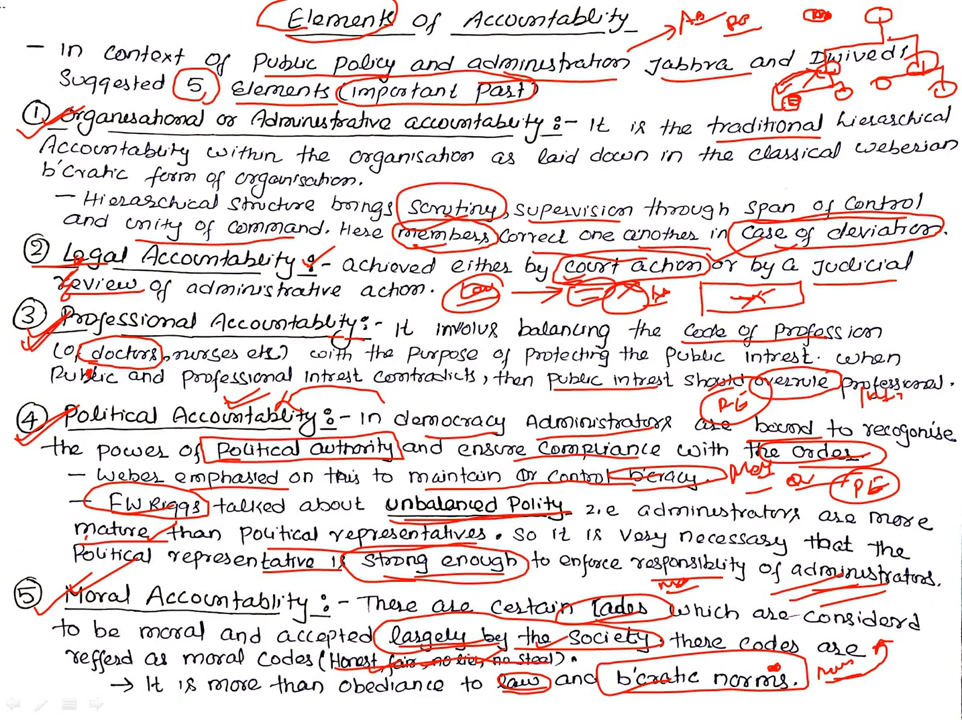 Elements of Accountablity
- In context of Public Policy and administration Jabbra and Dwivedi
Suggested 5 Elements (important Past)
① Organisational or Administrative accountablity :- It is the traditional hierarchical
Accountablity within the organisation as laid down in the classical weberian
b'cratic form of organisation.
- Hierarchical structure brings scrutiny, supervision through span of control
and unity of command. Here members correct one another in case of deviation.
② Legal Accountablity :- achieved either by court action or by a Judicial
review of administrative action.
③ Professional Accountablity :- It involves balancing the code of profession
(of doctors, nurses etc) with the Purpose of Protecting the Public intrest. when
Public and Professional intrest contradicts, then public intrest should overrule professional.
④ Political Accountablity :- In democracy Administrators are bound to recogonise
the power of Political authority and ensure compliance with the order
- Weber emphasised on this to maintain or control b'cracy.
- F.W Riggs talked about unbalanced Polity. i.e administrators are more
mature than Political representatives. So it is very necessary that the
Political representative is strong enough to enforce responsiblity of administrators.
⑤ Moral Accountablity :- There are certain codes which are considerd
to be moral and accepted largely by the society. these codes are
refferd as moral codes (Honest, fair, no lies, no steal).
→ It is more than obediance to law and b'cratic norms.